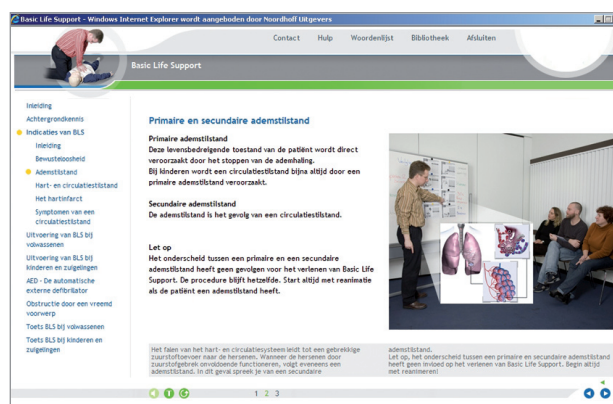 Basic Life Support - Windows Internet Explorer wordt aangeboden door Noordhoff Uitgevers
Contact Hulp Woordenlijst Bibliotheek Afsluiten
Basic Life Support
Inleiding
Achtergrondkennis
Indicaties van BLS
Inleiding
Bewusteloosheid
Ademstilstand
Hart- en circulatiestilstand
Het hartinfarct
Symptomen van een
circulatiestilstand
Uitvoering van BLS bij
volwassenen
Uitvoering van BLS bij
kinderen en zuigelingen
AED - De automatische
externe defibrillator
Obstructie door een vreemd
voorwerp
Toets BLS bij volwassenen
Toets BLS bij kinderen en
zuigelingen
Primaire en secundaire ademstilstand
Primaire ademstilstand
Deze levensbedreigende toestand van de patiënt wordt direct
veroorzaakt door het stoppen van de ademhaling.
Bij kinderen wordt een circulatiestilstand bijna altijd door een
primaire ademstilstand veroorzaakt.
Secundaire ademstilstand
De ademstilstand is het gevolg van een circulatiestilstand.
Let op
Het onderscheid tussen een primaire en een secundaire
ademstilstand heeft geen gevolgen voor het verlenen van Basic Life
Support. De procedure blijft hetzelfde. Start altijd met reanimatie
als de patiënt een ademstilstand heeft.
Het falen van het hart- en circulatiesysteem leidt tot een gebrekkige
zuurstoftoevoer naar de hersenen. Wanneer de hersenen door
zuurstofgebrek onvoldoende functioneren, volgt eveneens een
ademstilstand. In dit geval spreek je van een secundaire
ademstilstand.
Let op, het onderscheid tussen een primaire en secundaire ademstilstand
heeft geen invloed op het verlenen van Basic Life Support. Begin altijd
met reanimeren!
1 2 3